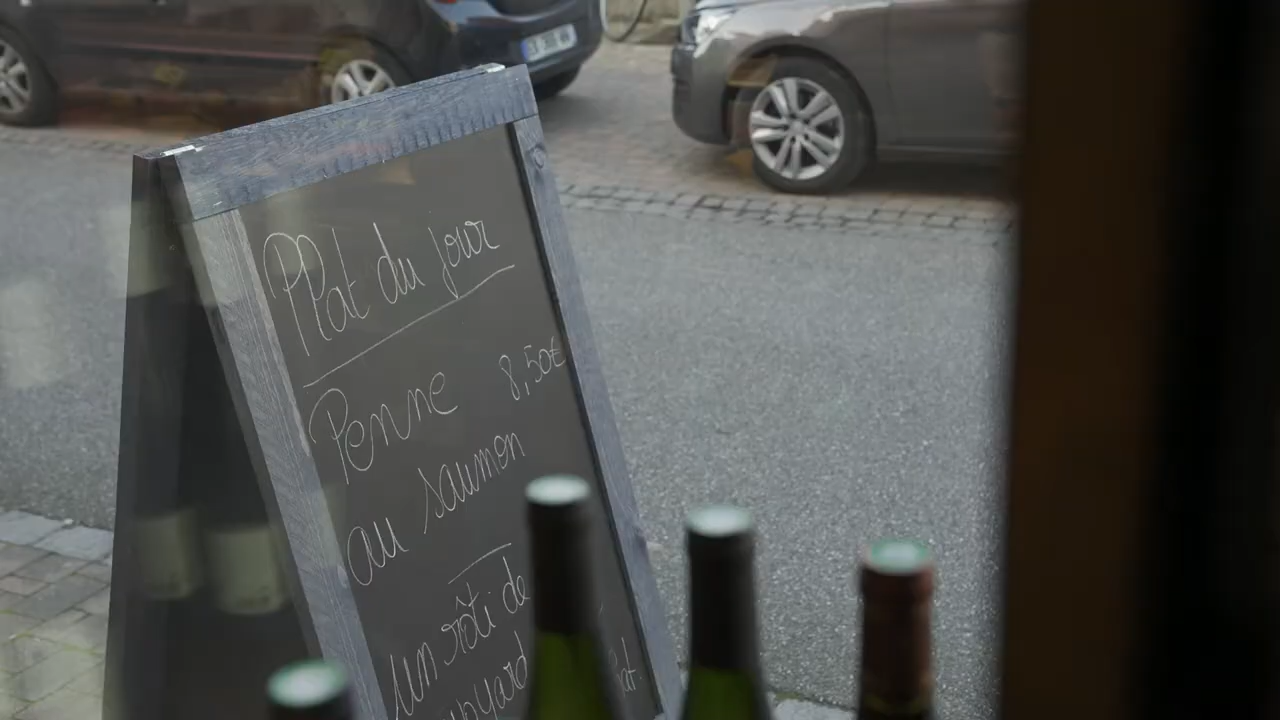 Plat du jour
Penne 8,50€
au saumon
Un rôti de